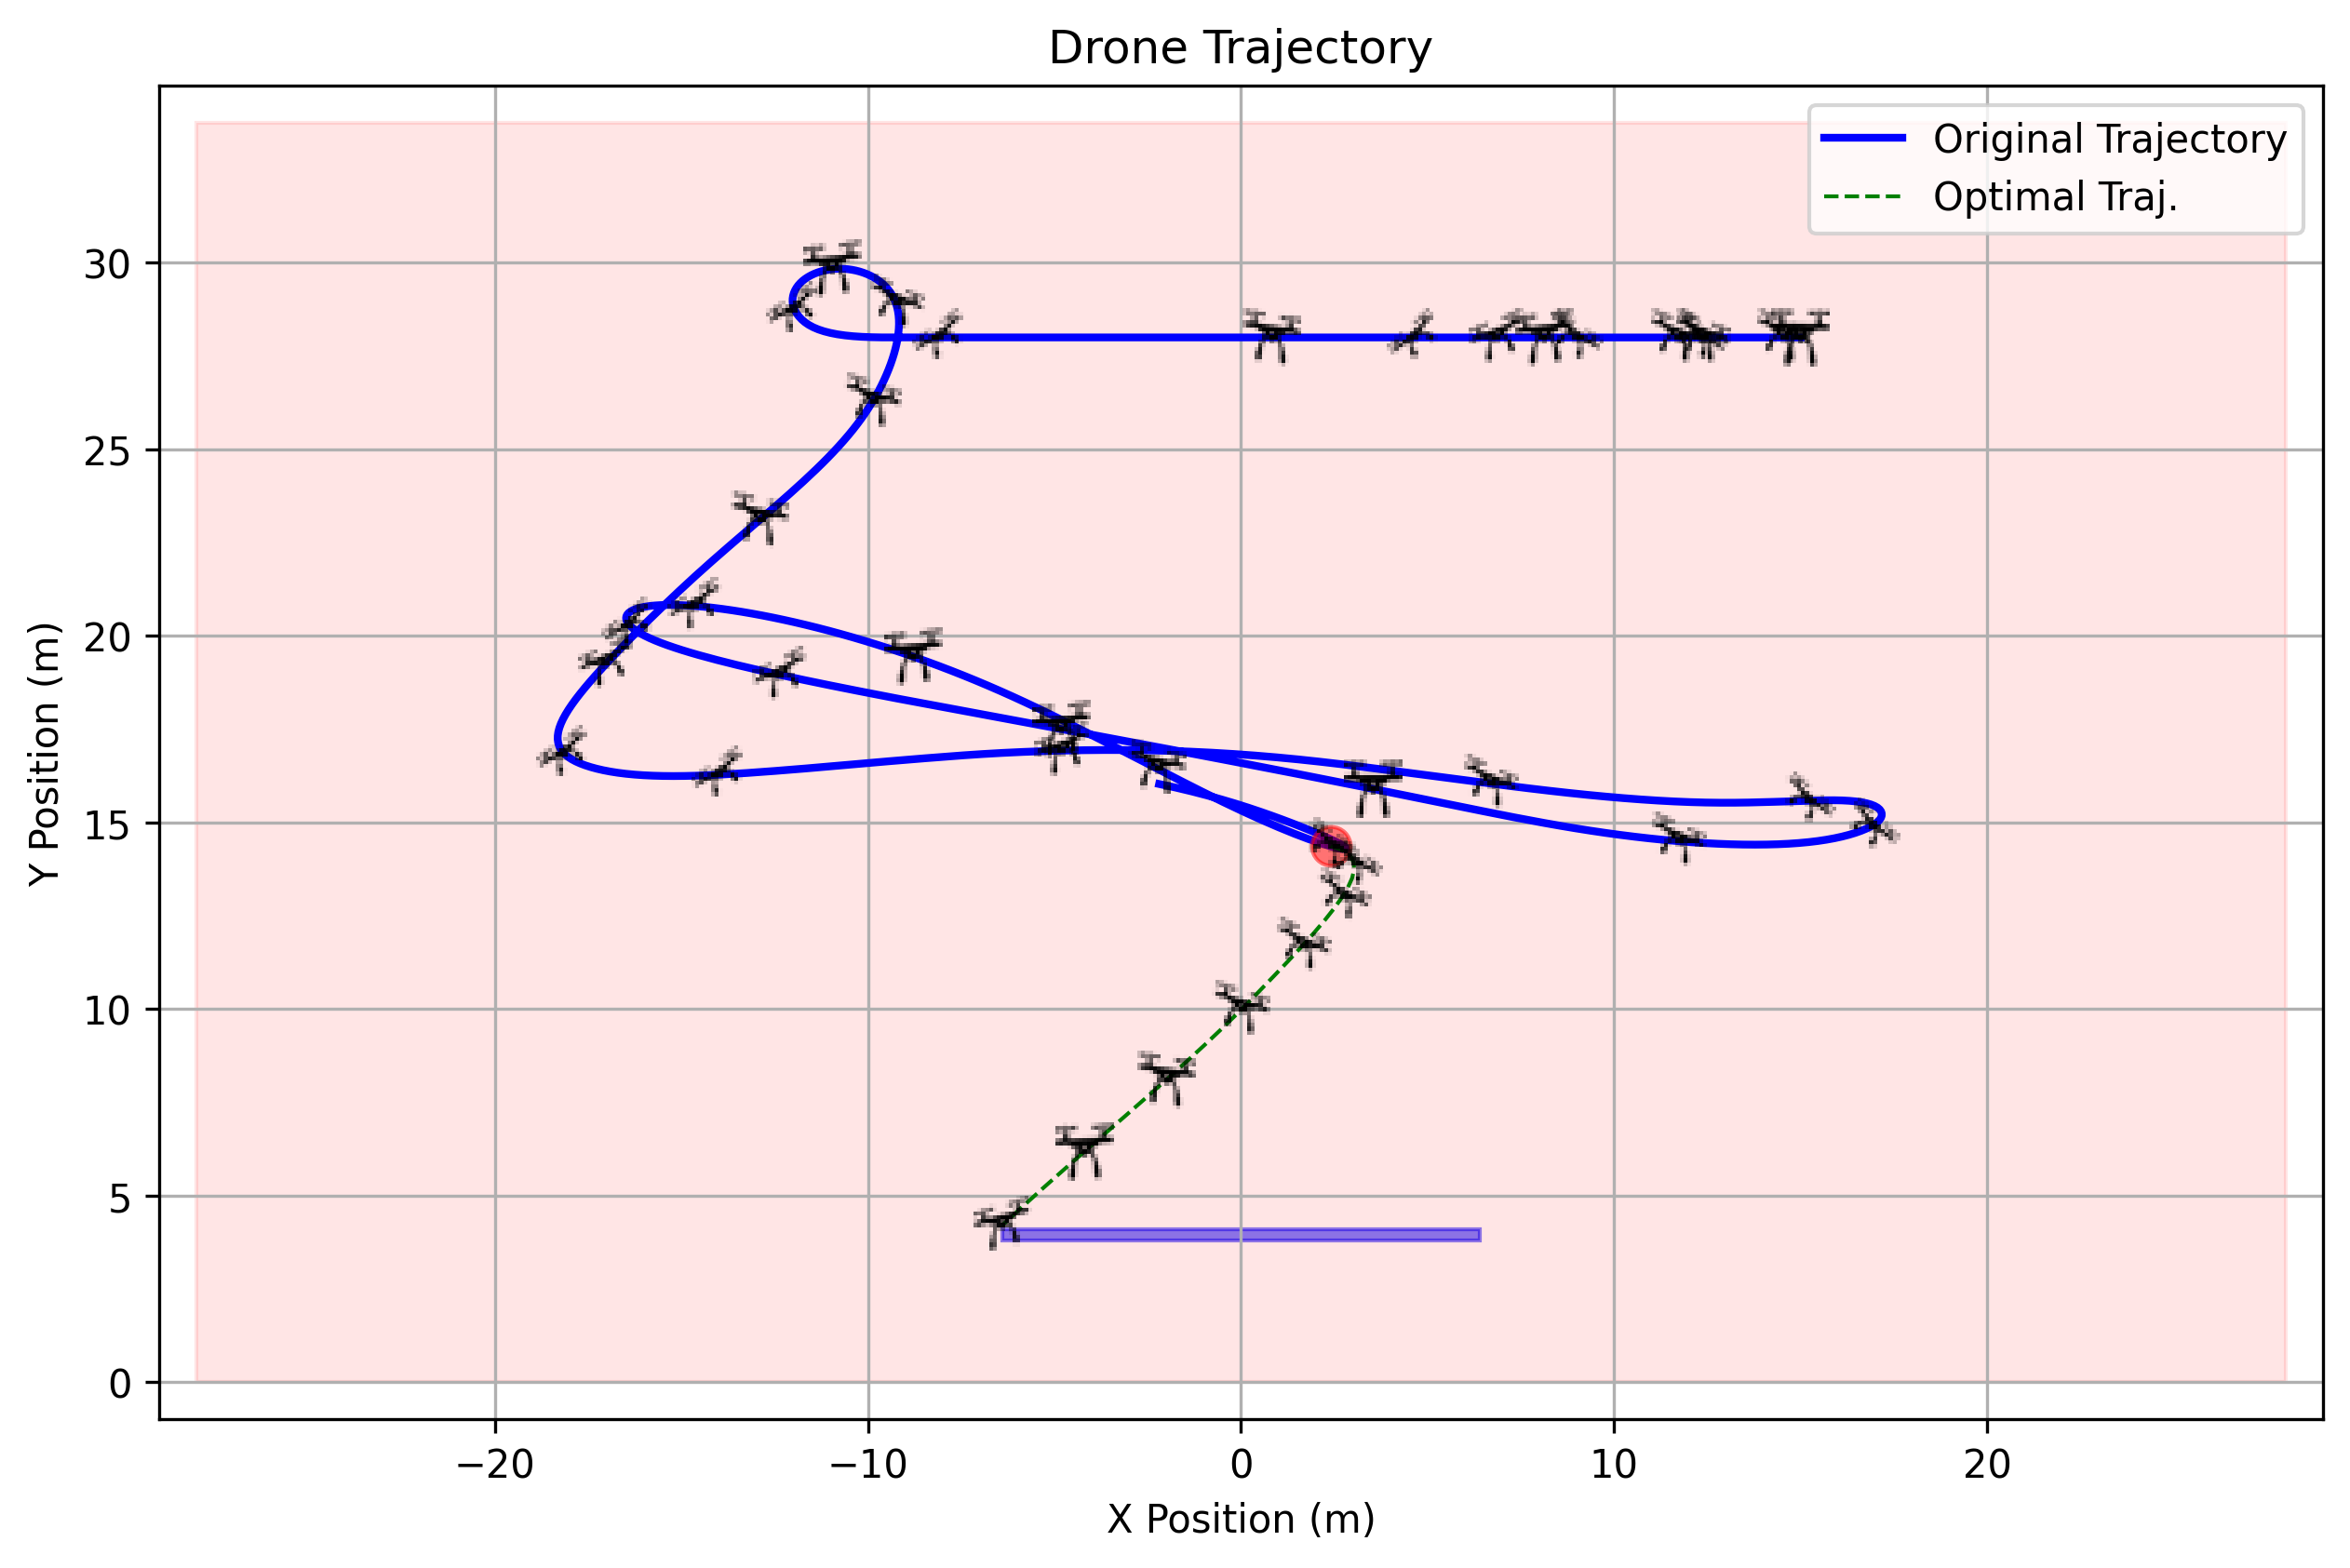 Drone Trajectory
Original Trajectory
Optimal Traj.
30
25
20
15
10
5
0
Y Position (m)
−20
−10
0
10
20
X Position (m)